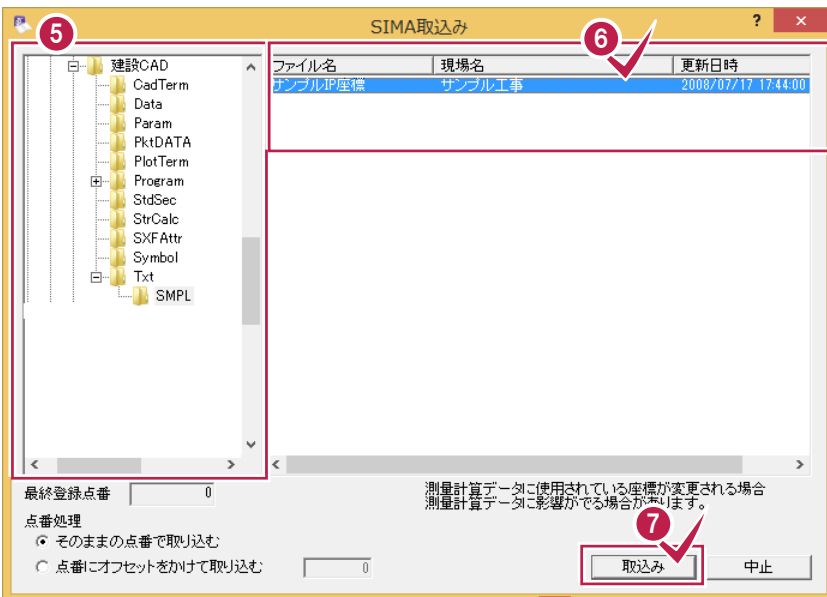 SIMA取込み
?
×
5
6
建設CAD
CadTerm
Data
Param
PktDATA
PlotTerm
Program
StdSec
StrCalc
SXFAttr
Symbol
Txt
SMPL
ファイル名 現場名 更新日時
サンプルIP座標 サンプル工事 2008/07/17 17:44:00
最終登録点番 0
測量計算データに使用されている座標が変更される場合
測量計算データに影響がでる場合があります。
点番処理
そのままの点番で取り込む
点番にオフセットをかけて取り込む 0
7
取込み
中止